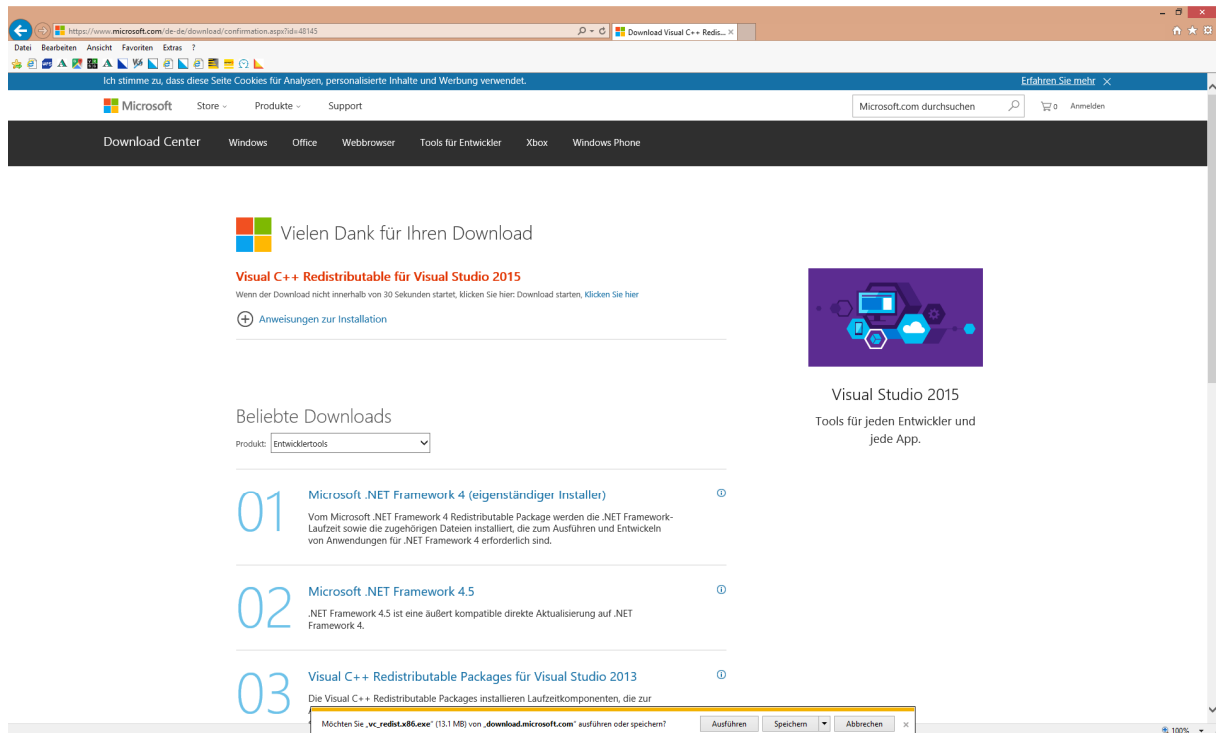 https://www.microsoft.com/de-de/download/confirmation.aspx?id=48145
Download Visual C++ Redis...
Datei Bearbeiten Ansicht Favoriten Extras ?
Ich stimme zu, dass diese Seite Cookies für Analysen, personalisierte Inhalte und Werbung verwendet. Erfahren Sie mehr
Microsoft Store Produkte Support Microsoft.com durchsuchen 0 Anmelden
Download Center Windows Office Webbrowser Tools für Entwickler Xbox Windows Phone
Vielen Dank für Ihren Download
Visual C++ Redistributable für Visual Studio 2015
Wenn der Download nicht innerhalb von 30 Sekunden startet, klicken Sie hier: Download starten, Klicken Sie hier
Anweisungen zur Installation
Visual Studio 2015
Tools für jeden Entwickler und
jede App.
Beliebte Downloads
Produkt: Entwicklertools
01 Microsoft .NET Framework 4 (eigenständiger Installer)
Vom Microsoft .NET Framework 4 Redistributable Package werden die .NET Framework-
Laufzeit sowie die zugehörigen Dateien installiert, die zum Ausführen und Entwickeln
von Anwendungen für .NET Framework 4 erforderlich sind.
02 Microsoft .NET Framework 4.5
.NET Framework 4.5 ist eine äußert kompatible direkte Aktualisierung auf .NET
Framework 4.
03 Visual C++ Redistributable Packages für Visual Studio 2013
Die Visual C++ Redistributable Packages installieren Laufzeitkomponenten, die zur
Möchten Sie „vc_redist.x86.exe“ (13.1 MB) von „download.microsoft.com“ ausführen oder speichern? Ausführen Speichern Abbrechen
100%